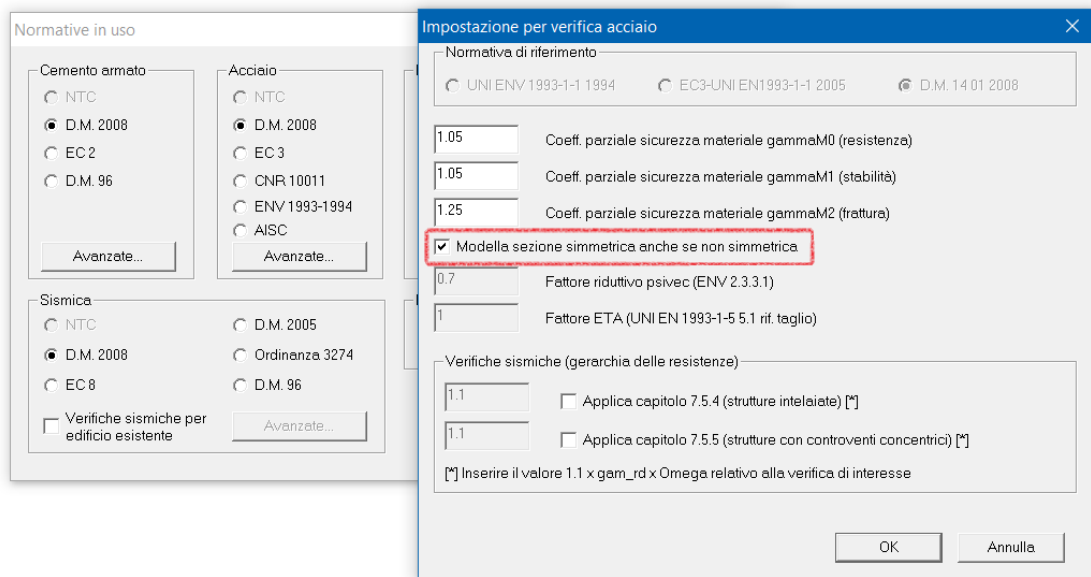 Normative in uso
Cemento armato
NTC
D.M. 2008
EC 2
D.M. 96
Avanzate...
Acciaio
NTC
D.M. 2008
EC 3
CNR 10011
ENV 1993-1994
AISC
Avanzate...
Sismica
NTC
D.M. 2008
EC 8
D.M. 2005
Ordinanza 3274
D.M. 96
Verifiche sismiche per
edificio esistente
Avanzate...
Impostazione per verifica acciaio
Normativa di riferimento
UNI ENV 1993-1-1 1994
EC3-UNI EN1993-1-1 2005
D.M. 14 01 2008
1.05 Coeff. parziale sicurezza materiale gammaM0 (resistenza)
1.05 Coeff. parziale sicurezza materiale gammaM1 (stabilità)
1.25 Coeff. parziale sicurezza materiale gammaM2 (frattura)
Modella sezione simmetrica anche se non simmetrica
0.7 Fattore riduttivo psivec (ENV 2.3.3.1)
1 Fattore ETA (UNI EN 1993-1-5 5.1 rif. taglio)
Verifiche sismiche (gerarchia delle resistenze)
1.1 Applica capitolo 7.5.4 (strutture intelaiate) [*]
1.1 Applica capitolo 7.5.5 (strutture con controventi concentrici) [*]
[*] Inserire il valore 1.1 x gam_rd x Omega relativo alla verifica di interesse
OK
Annulla